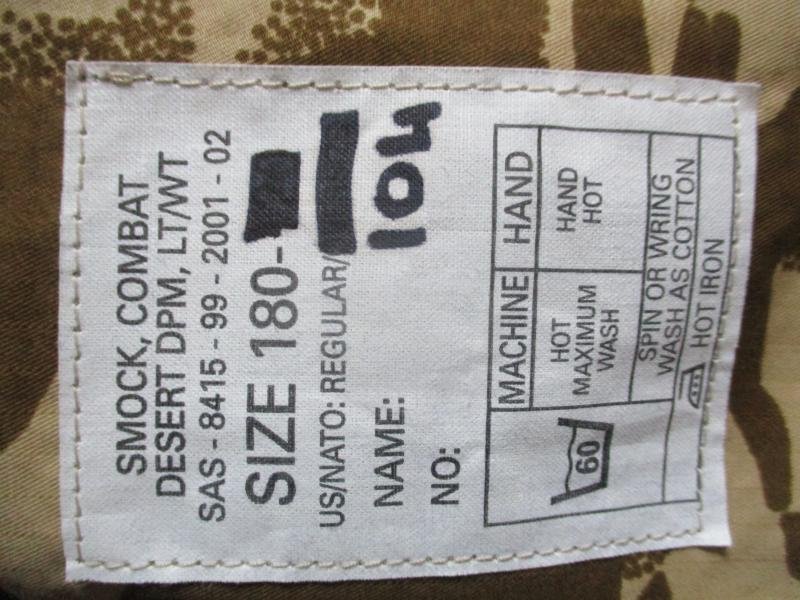 SMOCK, COMBAT
DESERT DPM, LT/WT
SAS - 8415 - 99 - 2001 - 02
SIZE 180-
US/NATO: REGULAR/
104
NAME:
NO:
MACHINE HAND
60 HOT MAXIMUM WASH HAND HOT
SPIN OR WRING
WASH AS COTTON
HOT IRON